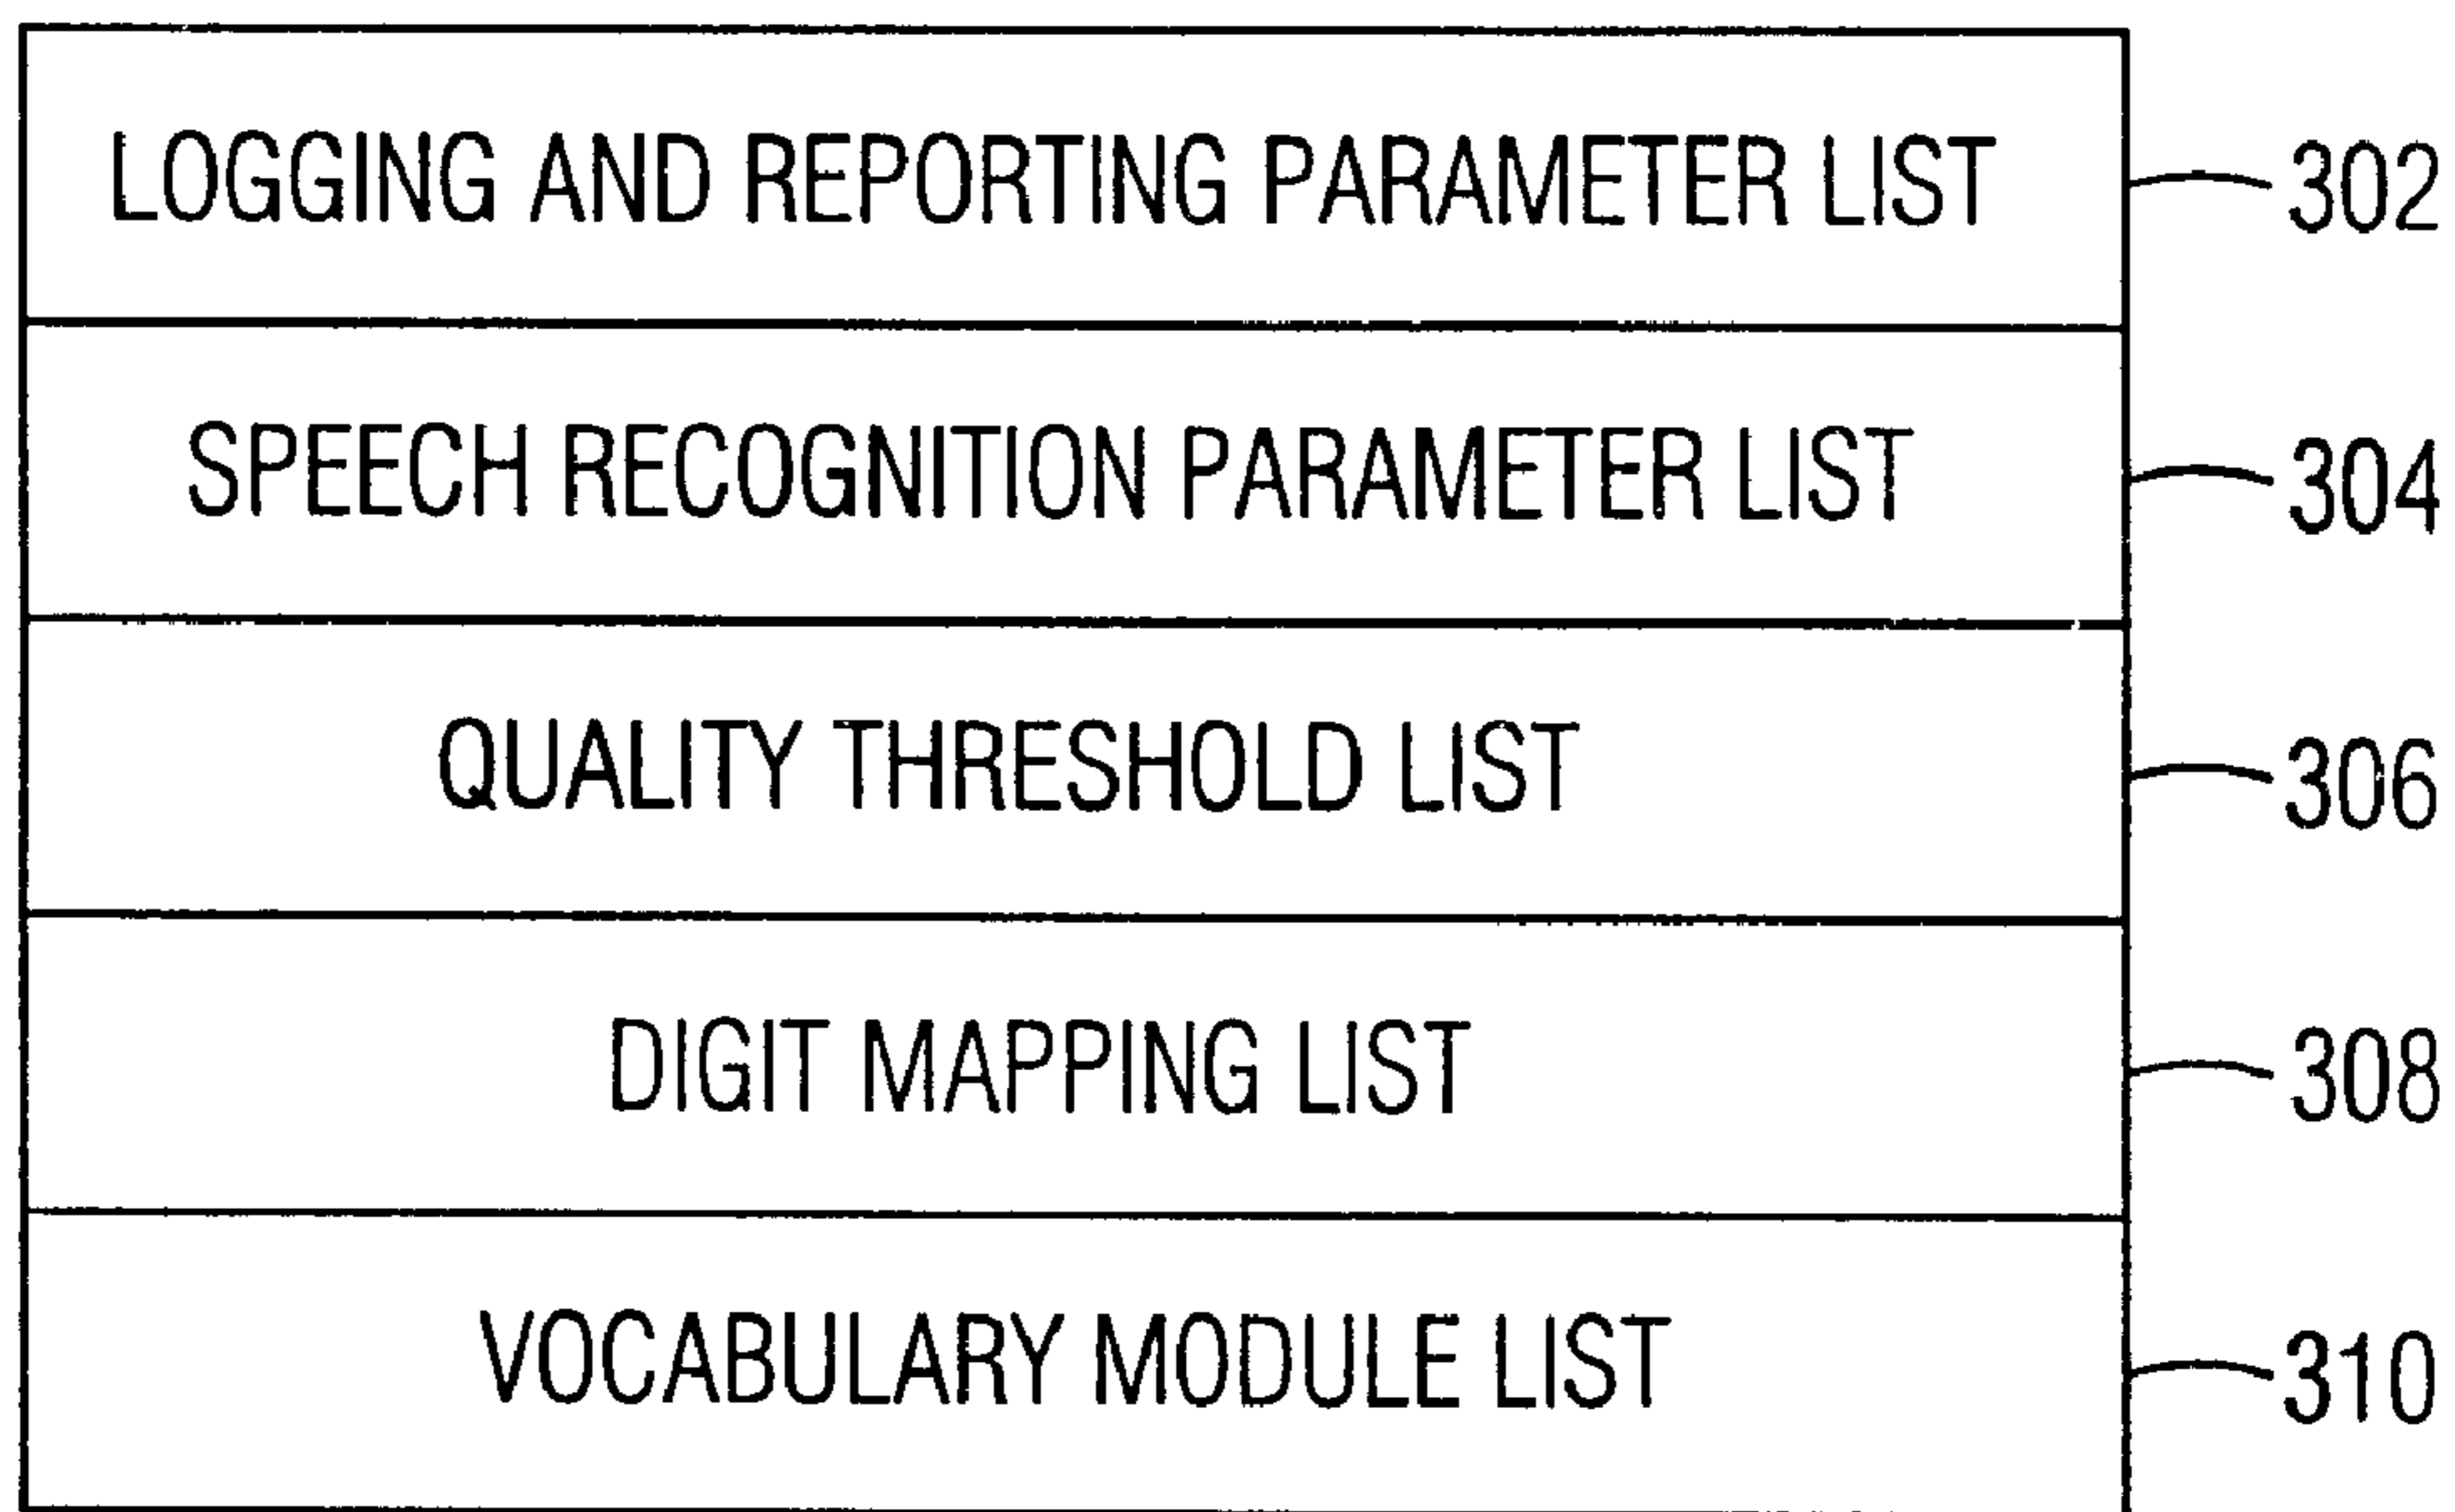 LOGGING AND REPORTING PARAMETER LIST 302
SPEECH RECOGNITION PARAMETER LIST 304
QUALITY THRESHOLD LIST 306
DIGIT MAPPING LIST 308
VOCABULARY MODULE LIST 310